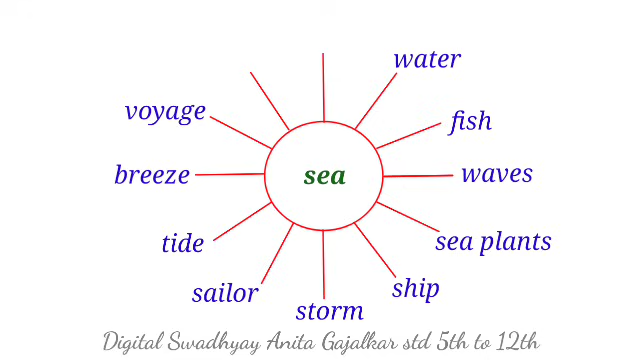 water
voyage
fish
breeze
sea
waves
tide
sea plants
sailor
ship
storm
Digital Swadhyay Anita Gajalkar std 5th to 12th